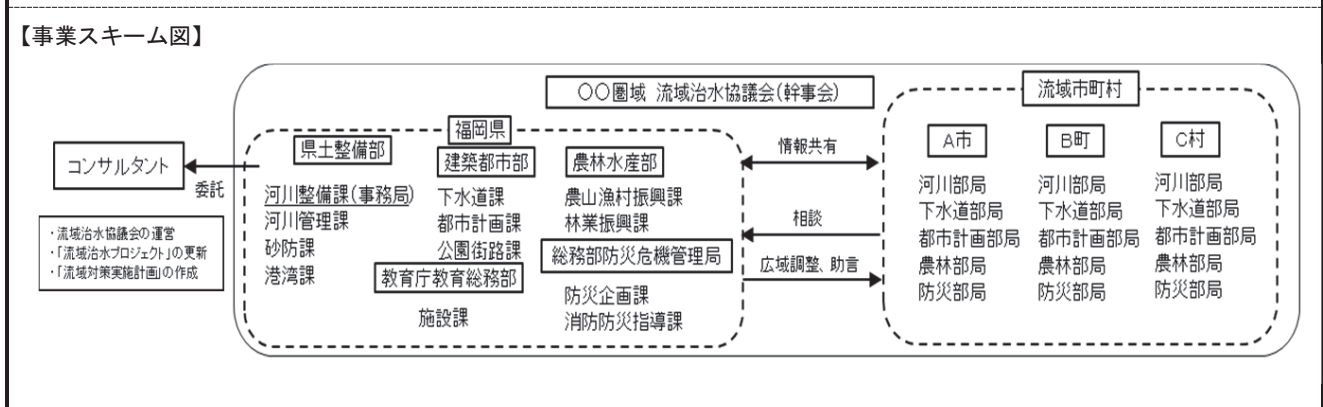 【事業スキーム図】
〇〇圏域 流域治水協議会(幹事会)
コンサルタント
委託
・流域治水協議会の運営
・「流域治水プロジェクト」の更新
・「流域対策実施計画」の作成
福岡県
県土整備部
河川整備課(事務局)
河川管理課
砂防課
港湾課
建築都市部
下水道課
都市計画課
公園街路課
教育庁教育総務部
施設課
農林水産部
農山漁村振興課
林業振興課
総務部防災危機管理局
防災企画課
消防防災指導課
情報共有
相談
広域調整、助言
流域市町村
A市
河川部局
下水道部局
都市計画部局
農林部局
防災部局
B町
河川部局
下水道部局
都市計画部局
農林部局
防災部局
C村
河川部局
下水道部局
都市計画部局
農林部局
防災部局